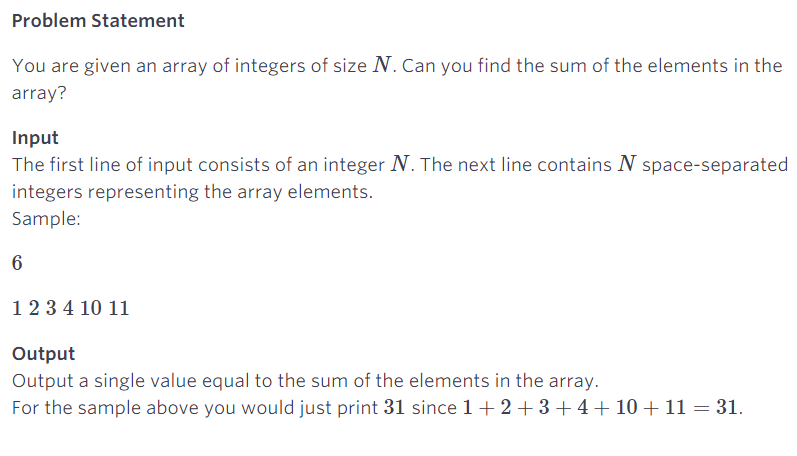 Problem Statement
You are given an array of integers of size N. Can you find the sum of the elements in the
array?
Input
The first line of input consists of an integer N. The next line contains N space-separated
integers representing the array elements.
Sample:
6
1 2 3 4 10 11
Output
Output a single value equal to the sum of the elements in the array.
For the sample above you would just print 31 since 1 + 2 + 3 + 4 + 10 + 11 = 31.